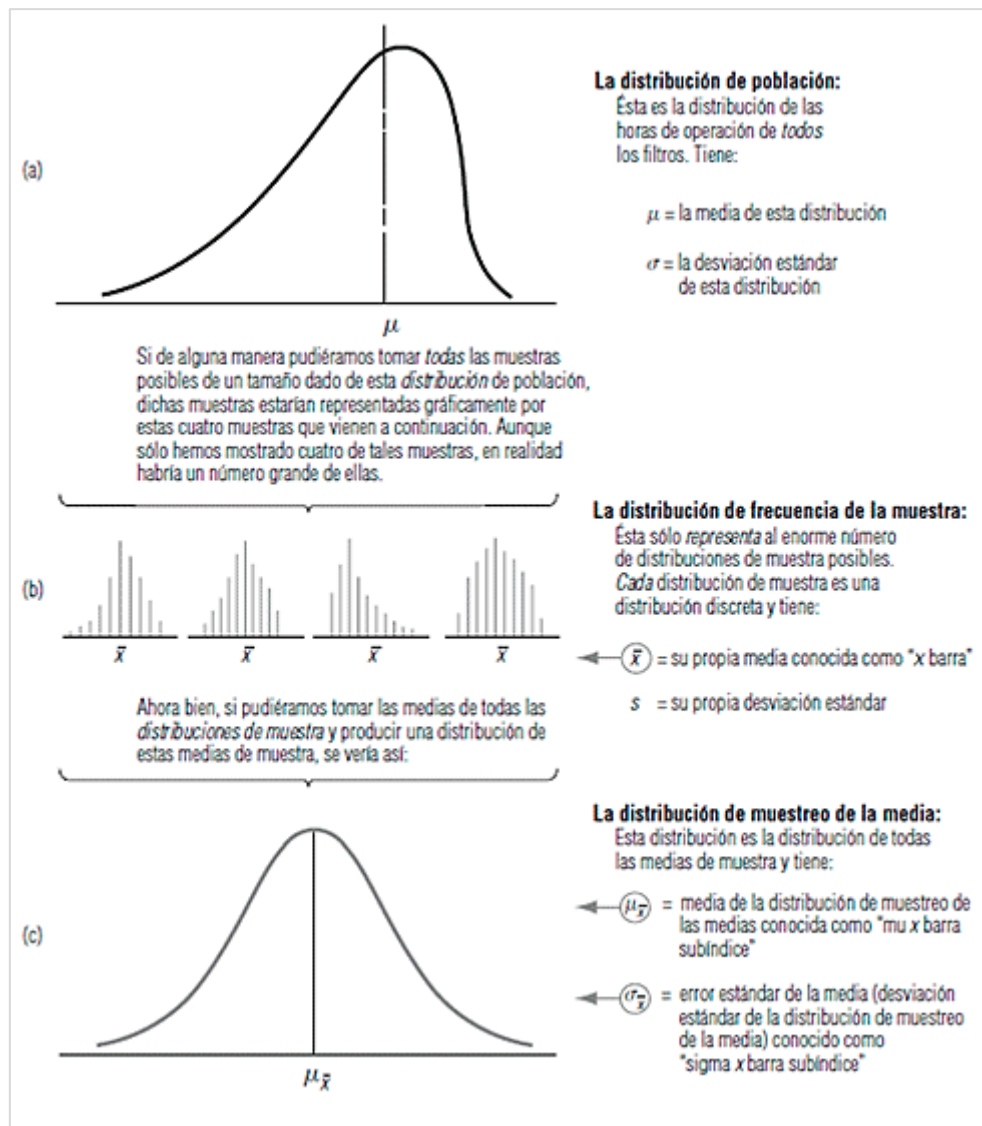 La distribución de población:
Ésta es la distribución de las
horas de operación de todos
los filtros. Tiene:
(a)
μ = la media de esta distribución
σ = la desviación estándar
de esta distribución
μ
Si de alguna manera pudiéramos tomar todas las muestras
posibles de un tamaño dado de esta distribución de población,
dichas muestras estarían representadas gráficamente por
estas cuatro muestras que vienen a continuación. Aunque
sólo hemos mostrado cuatro de tales muestras, en realidad
habría un número grande de ellas.
La distribución de frecuencia de la muestra:
Ésta sólo representa al enorme número
de distribuciones de muestra posibles.
Cada distribución de muestra es una
distribución discreta y tiene:
(b)
x̄ x̄ x̄ x̄
x̄ = su propia media conocida como “x barra”
s = su propia desviación estándar
Ahora bien, si pudiéramos tomar las medias de todas las
distribuciones de muestra y producir una distribución de
estas medias de muestra, se vería así:
La distribución de muestreo de la media:
Esta distribución es la distribución de todas
las medias de muestra y tiene:
(c)
μx̄ = media de la distribución de muestreo de
las medias conocida como “mu x barra
subíndice”
σx̄ = error estándar de la media (desviación
estándar de la distribución de muestreo
de la media) conocido como
“sigma x barra subíndice”
μx̄